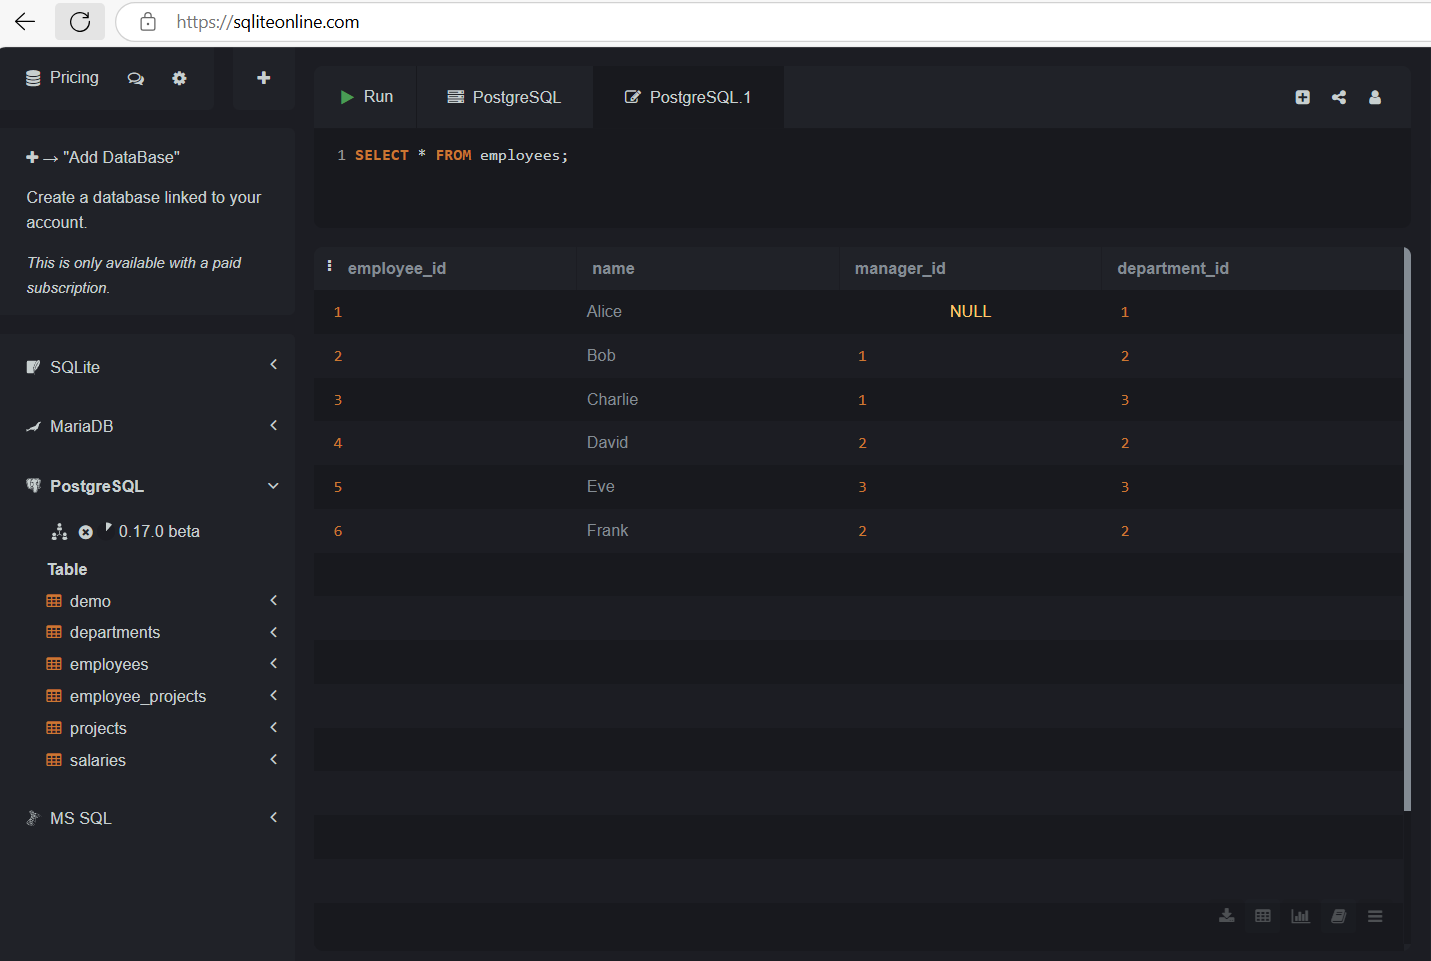 https://sqliteonline.com
Pricing
Run
PostgreSQL
PostgreSQL.1
→ "Add DataBase"
Create a database linked to your
account.
This is only available with a paid
subscription.
SQLite
MariaDB
PostgreSQL
0.17.0 beta
Table
demo
departments
employees
employee_projects
projects
salaries
MS SQL
1 SELECT * FROM employees;
employee_id name manager_id department_id
1 Alice NULL 1
2 Bob 1 2
3 Charlie 1 3
4 David 2 2
5 Eve 3 3
6 Frank 2 2